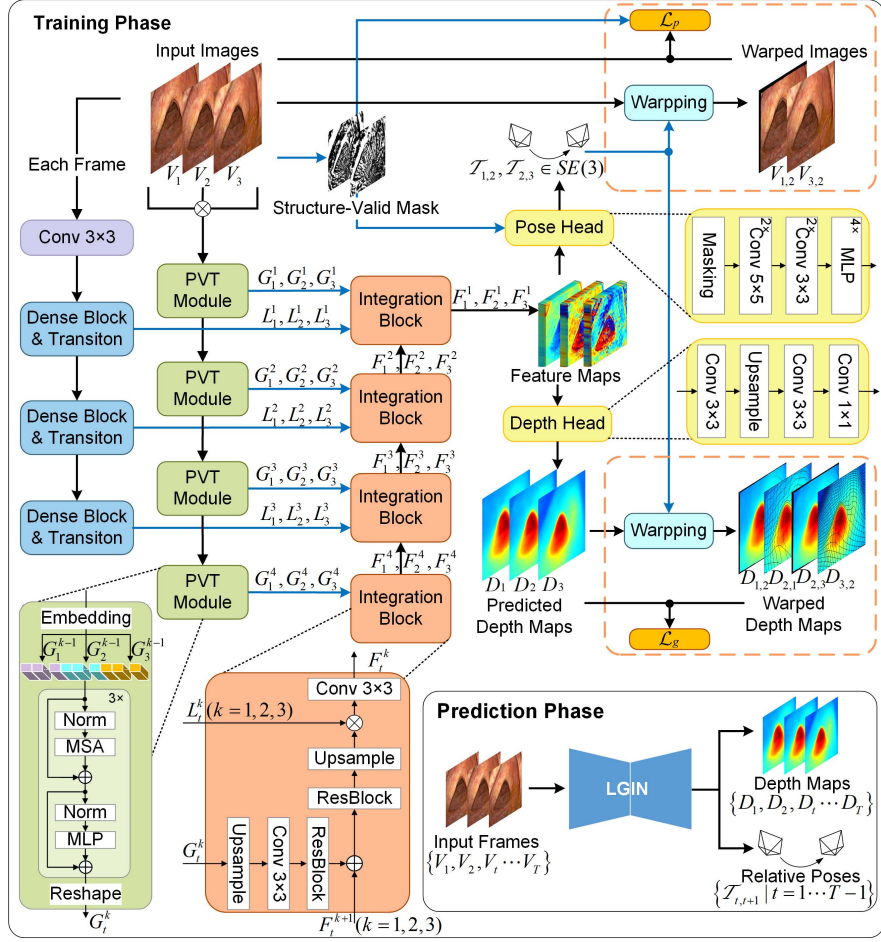 Training Phase
Input Images
V_1 V_2 V_3
Each Frame
Conv 3×3
Dense Block
& Transiton
Dense Block
& Transiton
Dense Block
& Transiton
PVT
Module
PVT
Module
PVT
Module
PVT
Module
Structure-Valid Mask
G_1^1, G_2^1, G_3^1
L_1^1, L_2^1, L_3^1
G_1^2, G_2^2, G_3^2
L_1^2, L_2^2, L_3^2
G_1^3, G_2^3, G_3^3
L_1^3, L_2^3, L_3^3
G_1^4, G_2^4, G_3^4
Integration
Block
Integration
Block
Integration
Block
Integration
Block
F_1^1, F_2^1, F_3^1
F_1^2, F_2^2, F_3^2
F_1^3, F_2^3, F_3^3
F_1^4, F_2^4, F_3^4
𝓛_p
Warped Images
Warpping
V_{1,2} V_{3,2}
𝒯_{1,2}, 𝒯_{2,3} ∈ SE(3)
Pose Head
Masking
2×
Conv 5×5
2×
Conv 3×3
4×
MLP
Feature Maps
Depth Head
Conv 3×3
Upsample
Conv 3×3
Conv 1×1
D_1 D_2 D_3
Predicted
Depth Maps
Warpping
D_{1,2} D_{2,1} D_{2,3} D_{3,2}
Warped
Depth Maps
𝓛_g
Embedding
G_1^{k-1} G_2^{k-1} G_3^{k-1}
3×
Norm
MSA
Norm
MLP
Reshape
G_t^k
F_t^k
Conv 3×3
L_t^k (k = 1,2,3)
Upsample
ResBlock
G_t^k
Upsample
Conv 3×3
ResBlock
F_t^{k+1} (k = 1,2,3)
Prediction Phase
Input Frames
{V_1, V_2, V_t ⋯ V_T}
LGIN
Depth Maps
{D_1, D_2, D_t ⋯ D_T}
Relative Poses
{𝒯_{t,t+1} | t = 1 ⋯ T − 1}